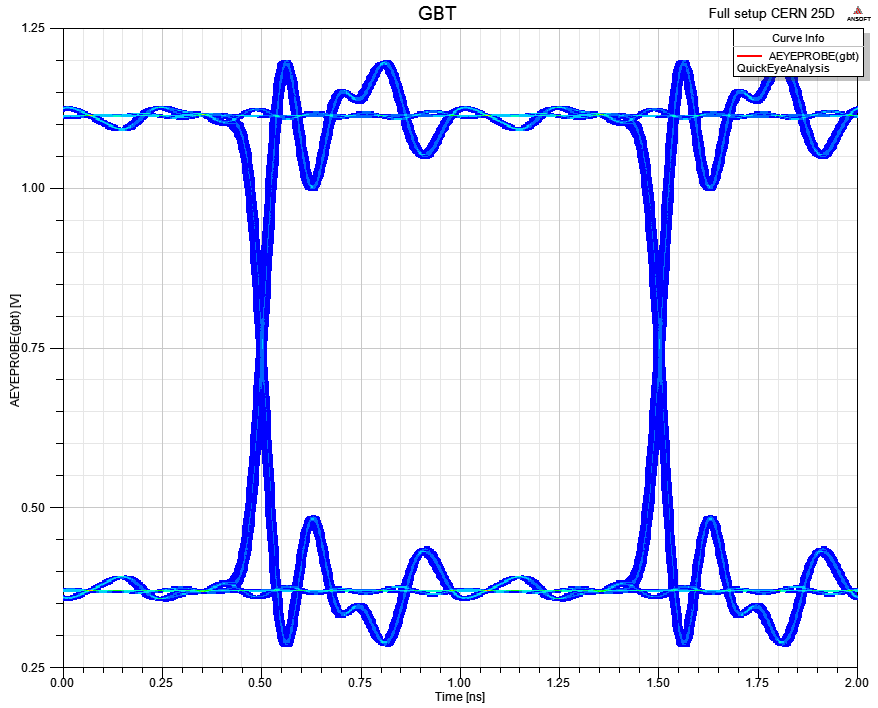 GBT
Full setup CERN 25D
ANSOFT
Curve Info
AEYEPROBE(gbt)
QuickEyeAnalysis
1.25
1.00
0.75
0.50
0.25
AEYEPROBE(gbt) [V]
0.00 0.25 0.50 0.75 1.00 1.25 1.50 1.75 2.00
Time [ns]